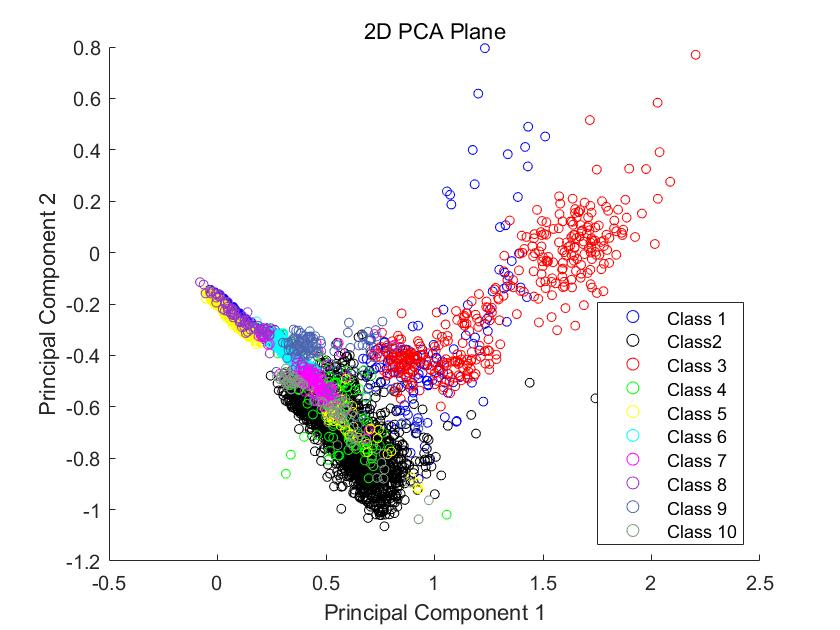 2D PCA Plane
0.8
0.6
0.4
0.2
0
-0.2
-0.4
-0.6
-0.8
-1
-1.2
Principal Component 2
Class 1
Class2
Class 3
Class 4
Class 5
Class 6
Class 7
Class 8
Class 9
Class 10
-0.5 0 0.5 1 1.5 2 2.5
Principal Component 1